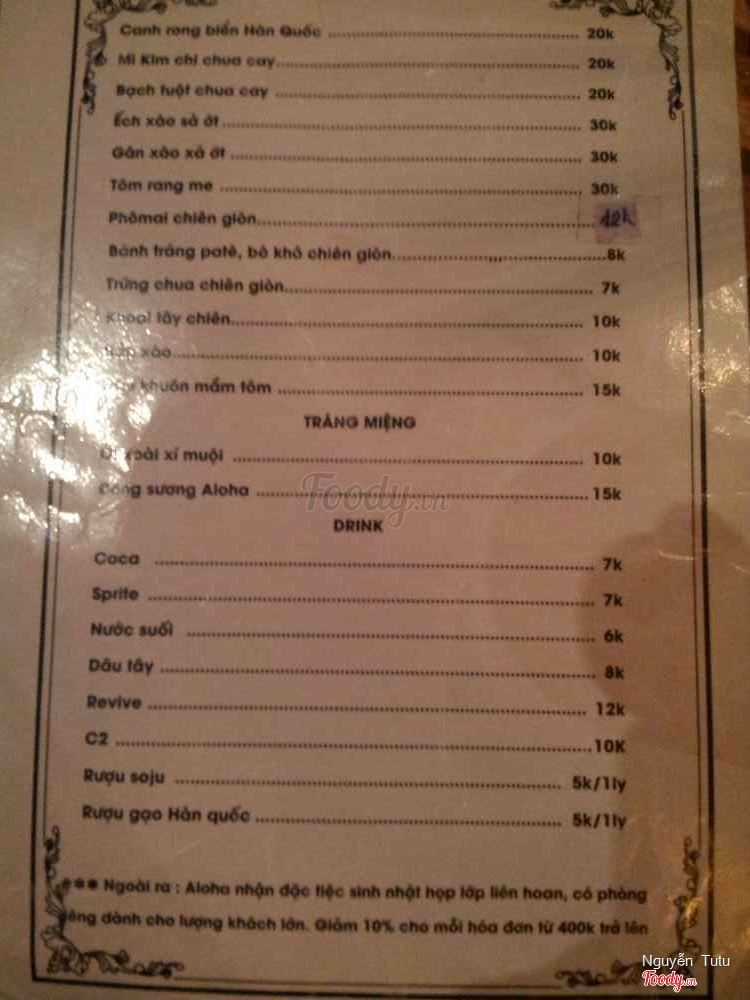 Canh rong biển Hàn Quốc 20k
Mì Kim chi chua cay 20k
Bạch tuột chua cay 20k
Ếch xào sả ớt 30k
Gân xào xả ớt 30k
Tôm rang me 30k
Phômai chiên giòn 12k
Bánh tráng patê, bò khô chiên giòn 8k
Trứng chua chiên giòn 7k
Khoai tây chiên 10k
xào 10k
khuôn mắm tôm 15k
TRÁNG MIỆNG
xí muội 10k
sương Aloha 15k
DRINK
Coca 7k
Sprite 7k
Nước suối 6k
Dâu tây 8k
Revive 12k
C2 10K
Rượu soju 5k/1ly
Rượu gạo Hàn quốc 5k/1ly
*** Ngoài ra : Aloha nhận đặc tiệc sinh nhật họp lớp liên hoan, có phòng
dành cho lượng khách lớn. Giảm 10% cho mỗi hóa đơn từ 400k trả lên
Foody.vn
Nguyễn Tutu
Foody.vn